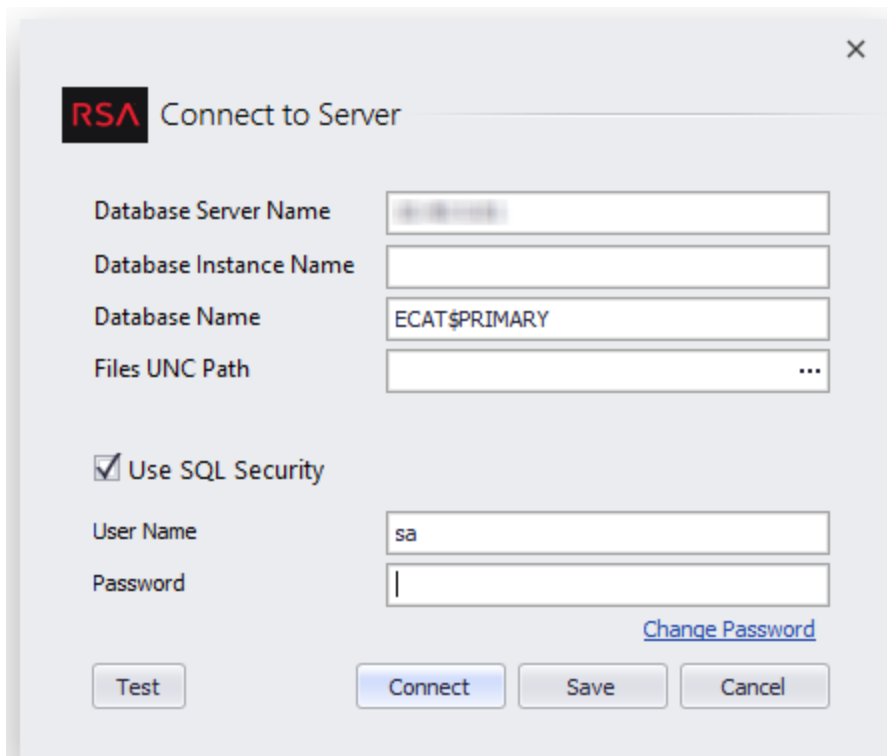 RSA Connect to Server
Database Server Name
Database Instance Name
Database Name ECAT$PRIMARY
Files UNC Path ...
Use SQL Security
User Name sa
Password
Change Password
Test Connect Save Cancel